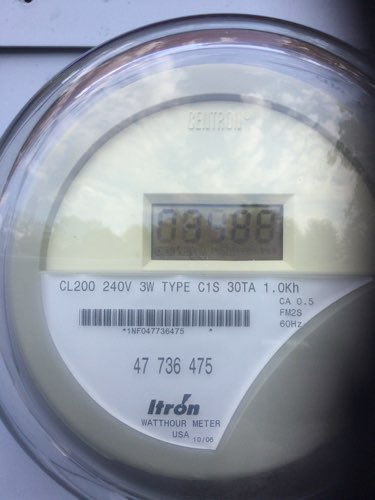 CENTRON
CL200 240V 3W TYPE C1S 30TA 1.0Kh
CA 0.5
FM2S
60Hz
*1NF047736475 *
47 736 475
Itrón
WATTHOUR METER
USA 10/06